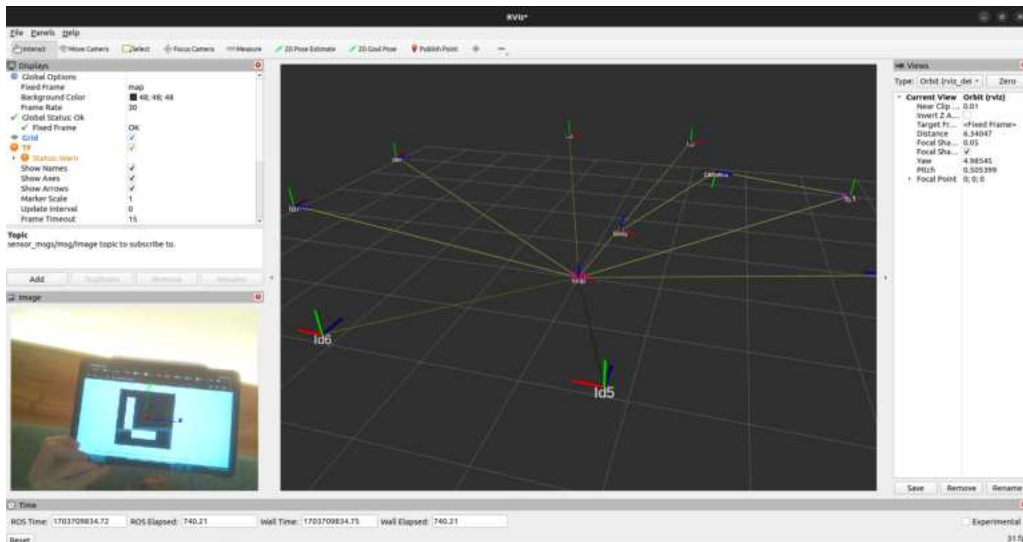 RViz*
File Panels Help
Interact Move Camera Select Focus Camera Measure 2D Pose Estimate 2D Goal Pose Publish Point
Displays
Global Options
Fixed Frame map
Background Color 48; 48; 48
Frame Rate 30
Global Status: Ok
Fixed Frame OK
Grid
TF
Status: Warn
Show Names
Show Axes
Show Arrows
Marker Scale 1
Update Interval 0
Frame Timeout 15
Topic
sensor_msgs/msg/Image topic to subscribe to.
Add Duplicate Remove Rename
Image
Id6
Id5
Views
Type: Orbit (rviz_def Zero
Current View Orbit (rviz)
Near Clip ... 0.01
Invert Z A...
Target Fr... <Fixed Frame>
Distance 6.34047
Focal Sha... 0.05
Focal Sha...
Yaw 4.98545
Pitch 0.505399
Focal Point 0; 0; 0
Save Remove Rename
Time
ROS Time: 1703709834.72 ROS Elapsed: 740.21 Wall Time: 1703709834.75 Wall Elapsed: 740.21 Experimental
Reset 31 f